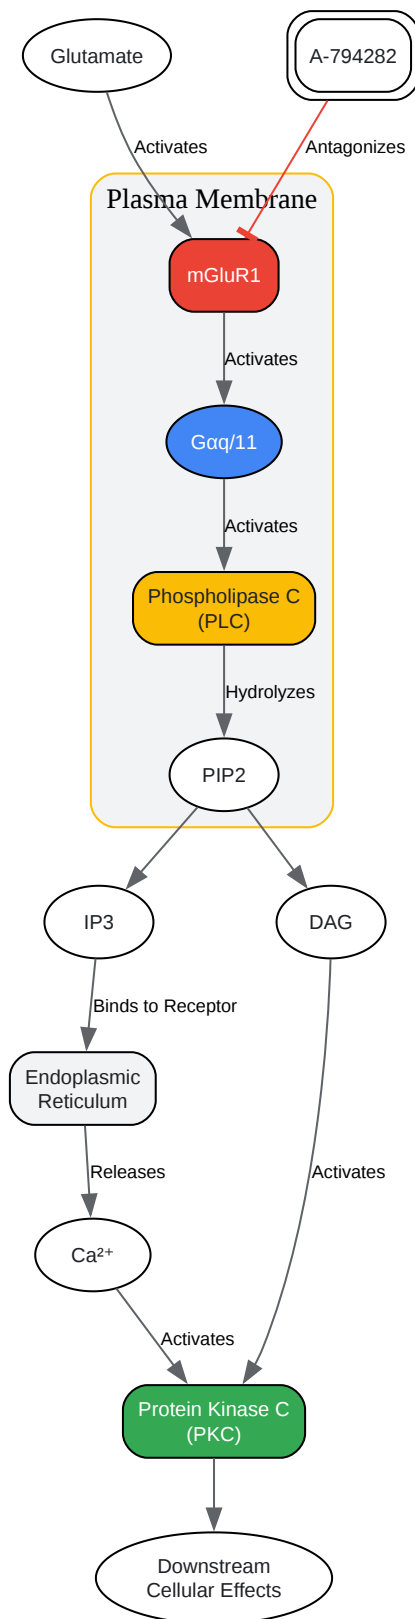 Glutamate
A-794282
Activates
Antagonizes
Plasma Membrane
mGluR1
Activates
Gαq/11
Activates
Phospholipase C
(PLC)
Hydrolyzes
PIP2
IP3
DAG
Binds to Receptor
Endoplasmic
Reticulum
Releases
Activates
Ca²⁺
Activates
Protein Kinase C
(PKC)
Downstream
Cellular Effects